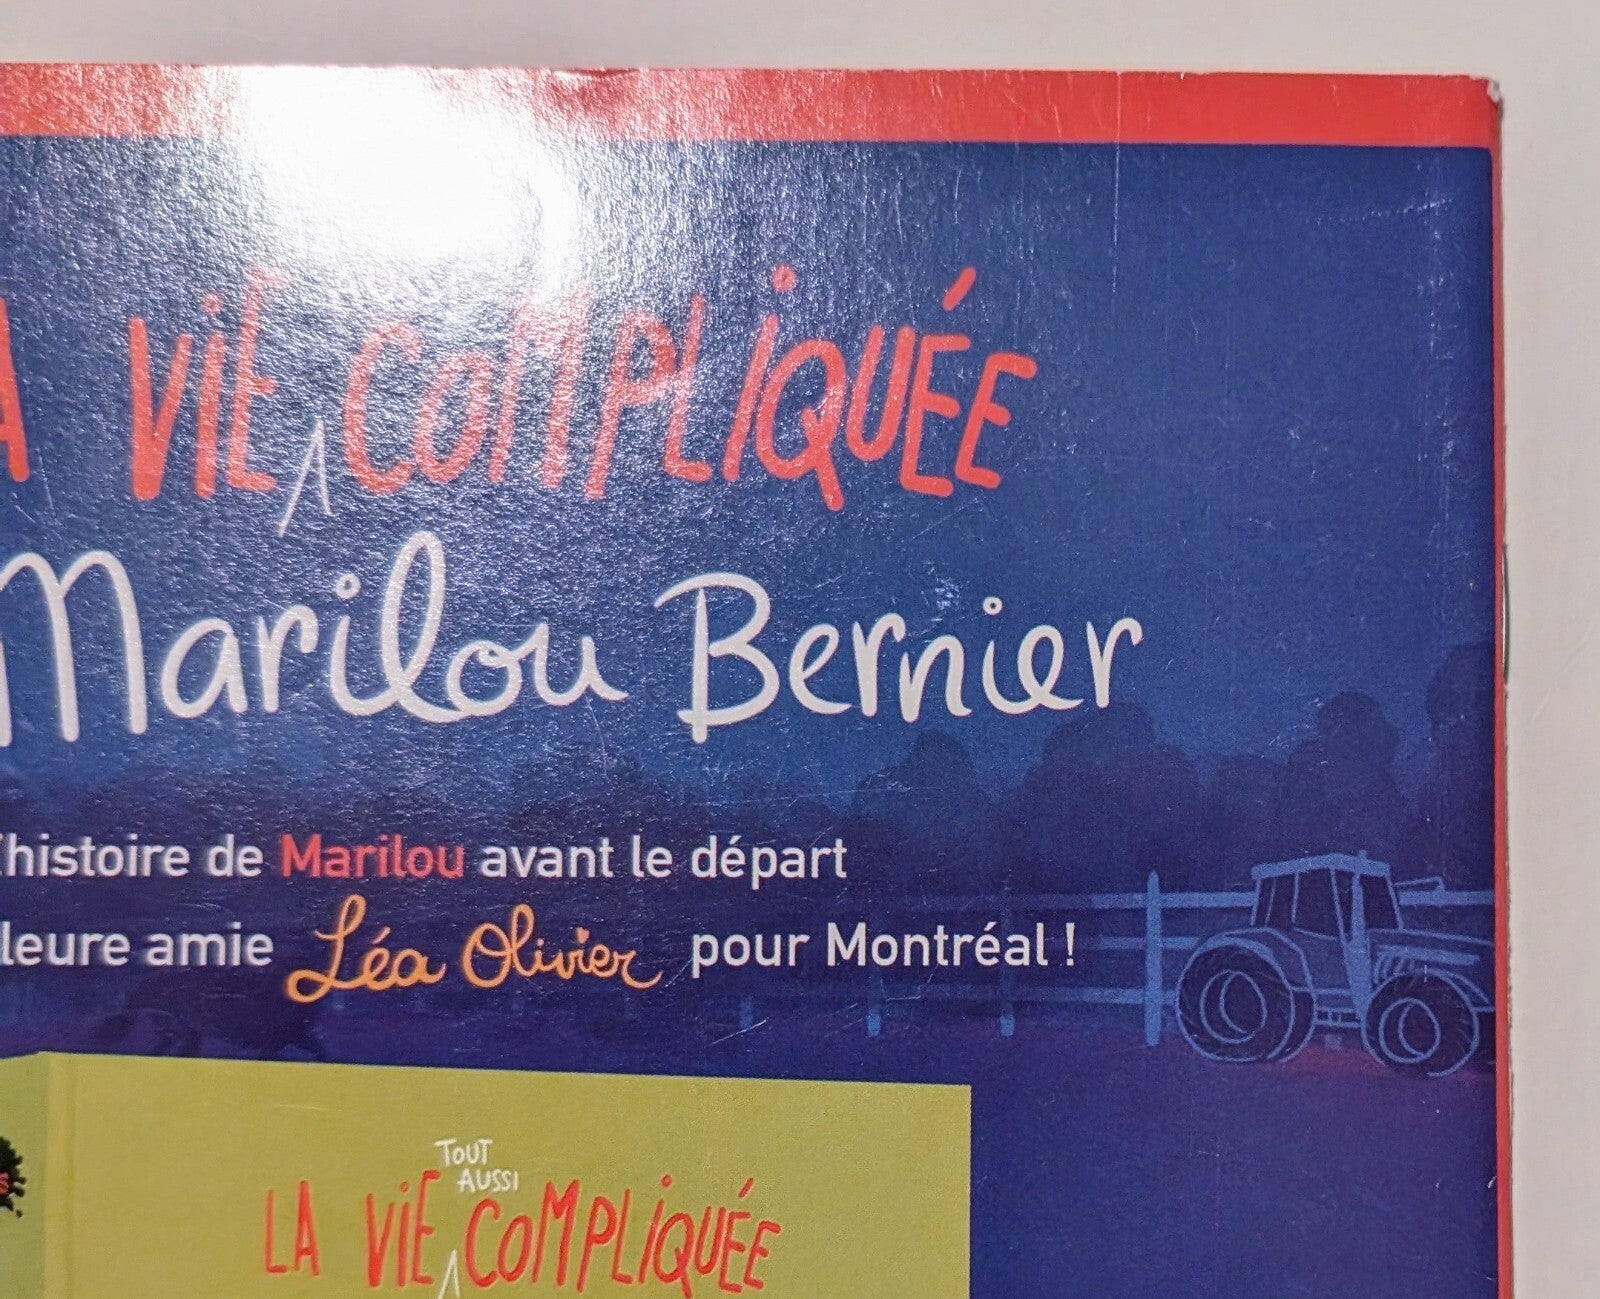 A VIE COMPLIQUÉE
Marilou Bernier
'histoire de Marilou avant le départ
leure amie Léa Olivier pour Montréal !
TOUT
AUSSI
LA VIE COMPLIQUÉE